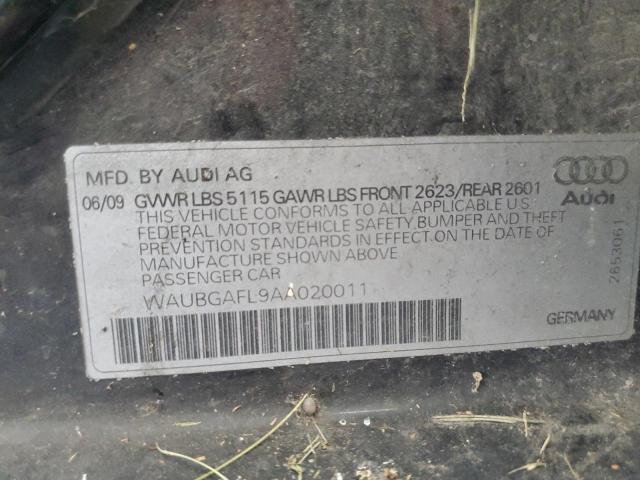 MFD. BY AUDI AG
06/09 GVWR LBS 5115 GAWR LBS FRONT 2623/REAR 2601
THIS VEHICLE CONFORMS TO ALL APPLICABLE U.S.
FEDERAL MOTOR VEHICLE SAFETY, BUMPER AND THEFT
PREVENTION STANDARDS IN EFFECT ON THE DATE OF
MANUFACTURE SHOWN ABOVE
PASSENGER CAR
WAUBGAFL9AA020011
Audi
2653061
GERMANY